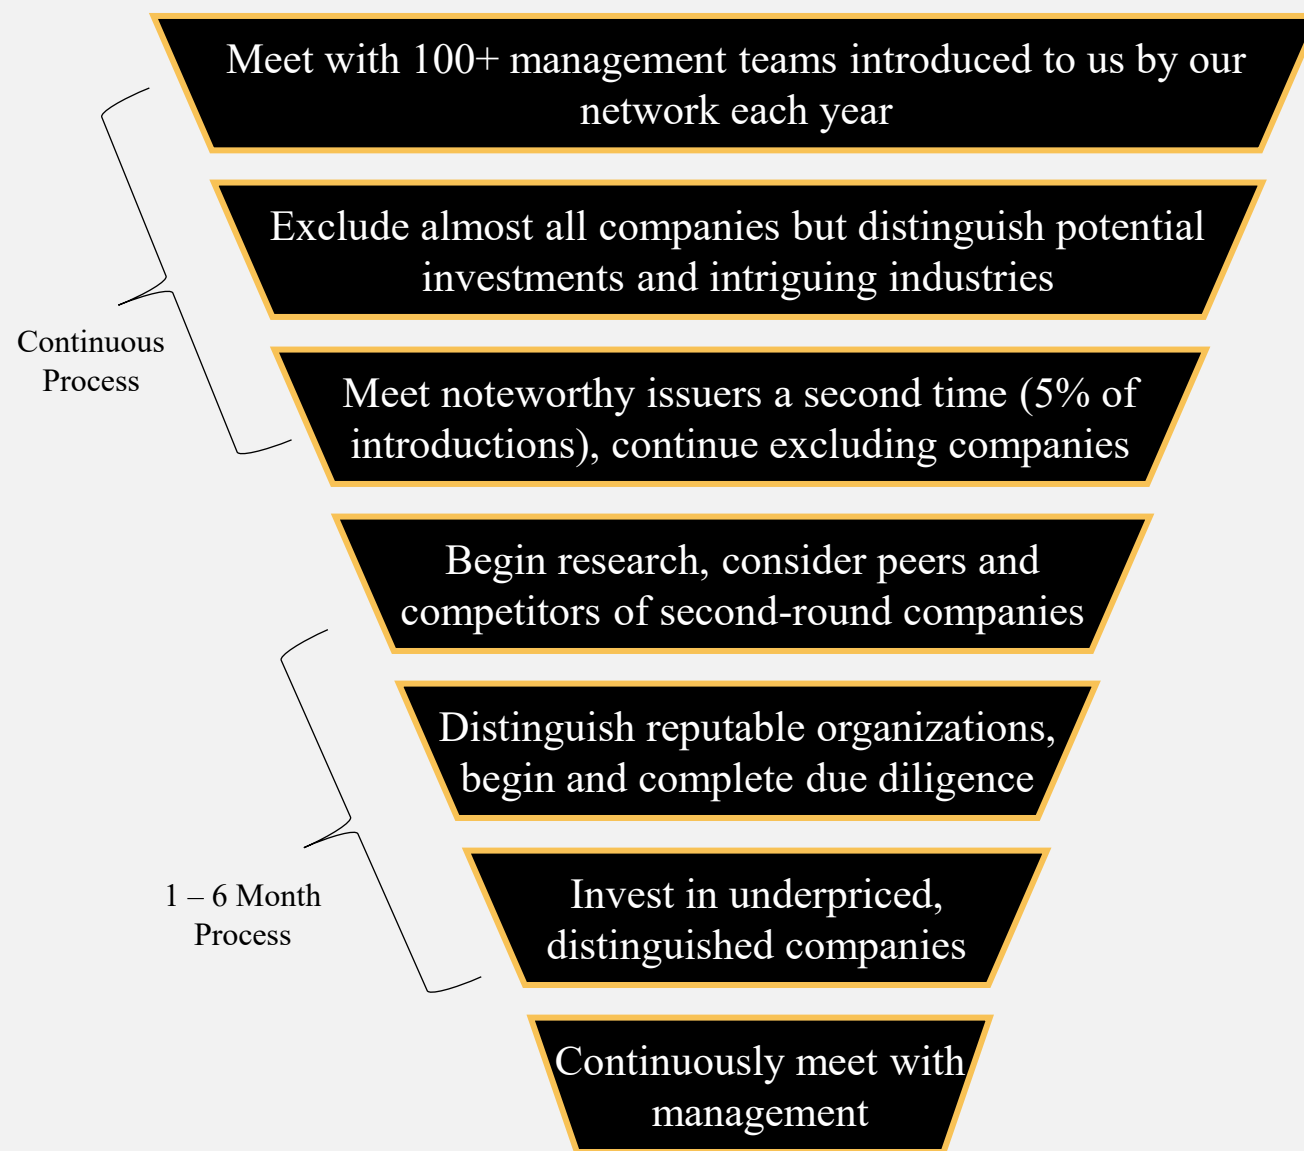 Meet with 100+ management teams introduced to us by our
network each year
Exclude almost all companies but distinguish potential
investments and intriguing industries
Continuous
Process
Meet noteworthy issuers a second time (5% of
introductions), continue excluding companies
Begin research, consider peers and
competitors of second-round companies
Distinguish reputable organizations,
begin and complete due diligence
1 – 6 Month
Process
Invest in underpriced,
distinguished companies
Continuously meet with
management